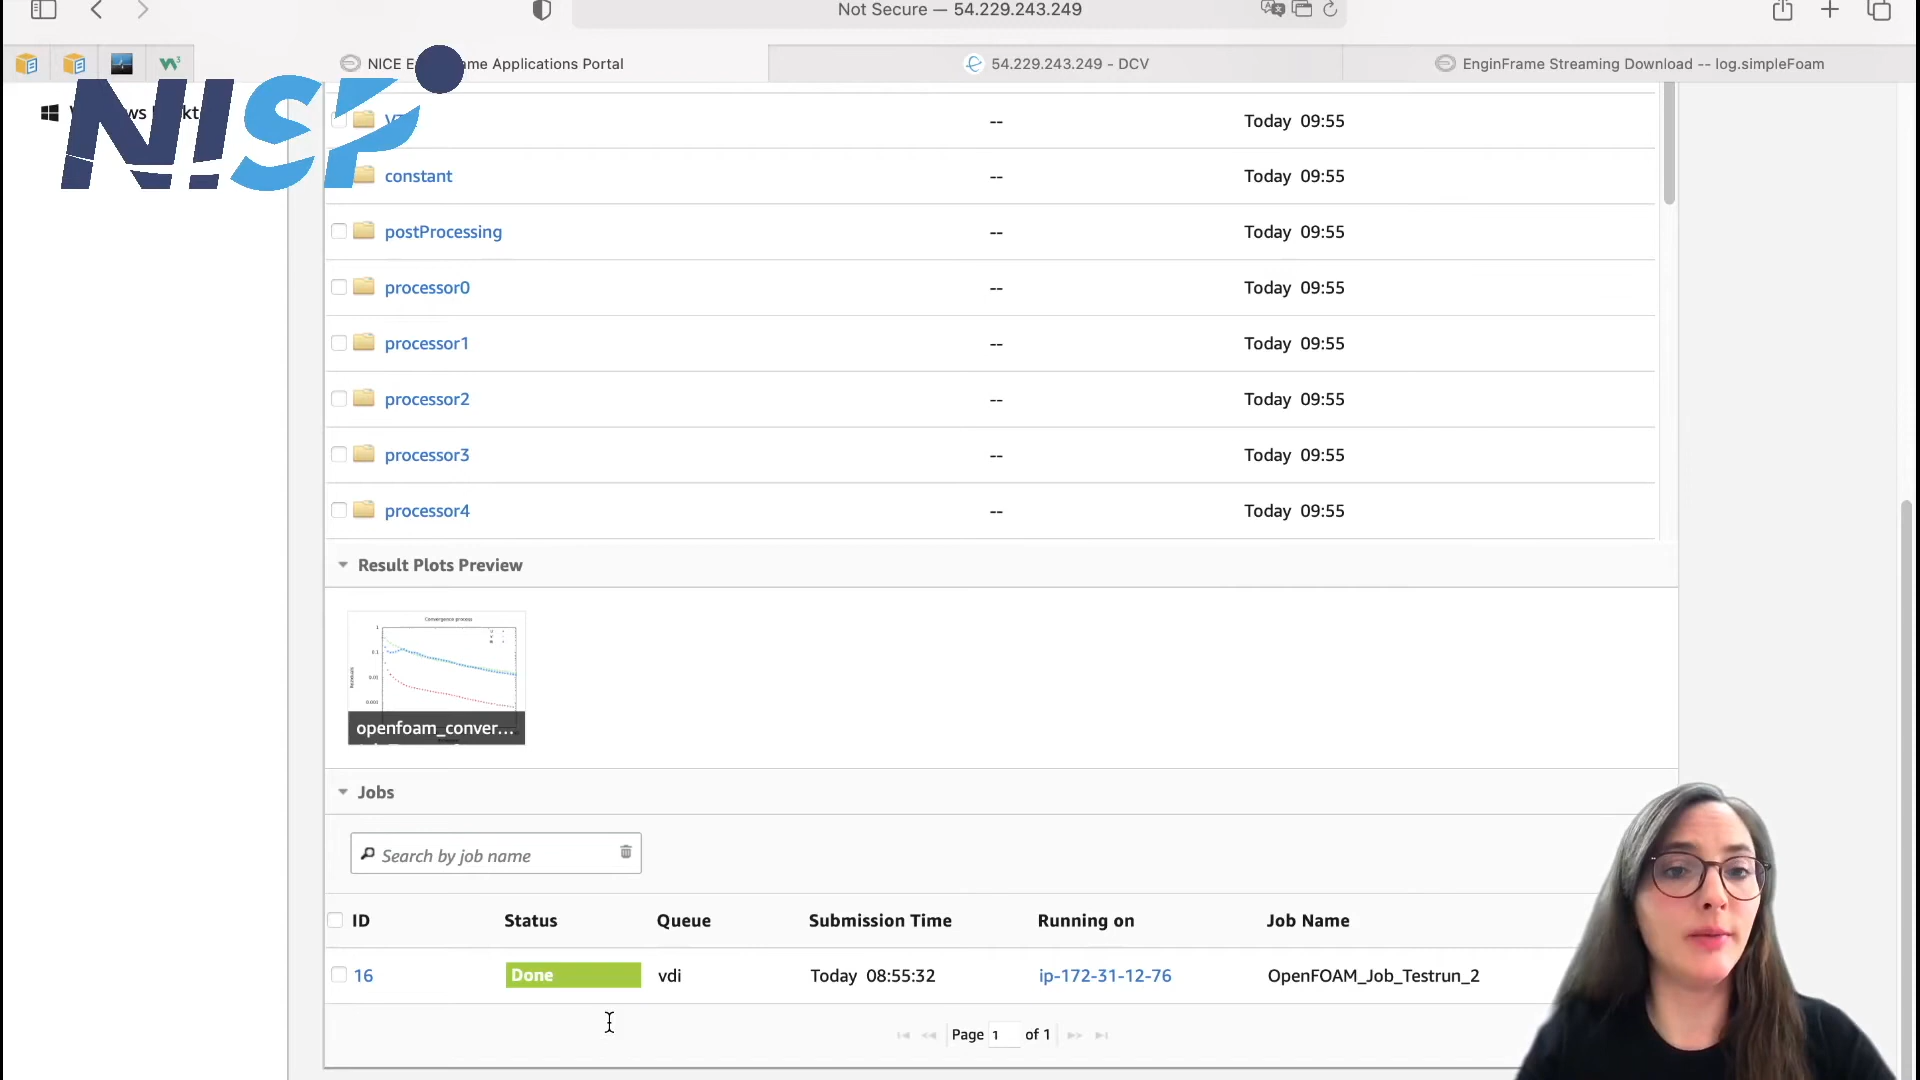 Not Secure — 54.229.243.249
NICE E   ame Applications Portal
54.229.243.249 - DCV
EnginFrame Streaming Download -- log.simpleFoam
NISP
-- Today 09:55
constant -- Today 09:55
postProcessing -- Today 09:55
processor0 -- Today 09:55
processor1 -- Today 09:55
processor2 -- Today 09:55
processor3 -- Today 09:55
processor4 -- Today 09:55
Result Plots Preview
Convergence process
openfoam_conver...
Jobs
Search by job name
ID Status Queue Submission Time Running on Job Name
16 Done vdi Today 08:55:32 ip-172-31-12-76 OpenFOAM_Job_Testrun_2
Page 1 of 1